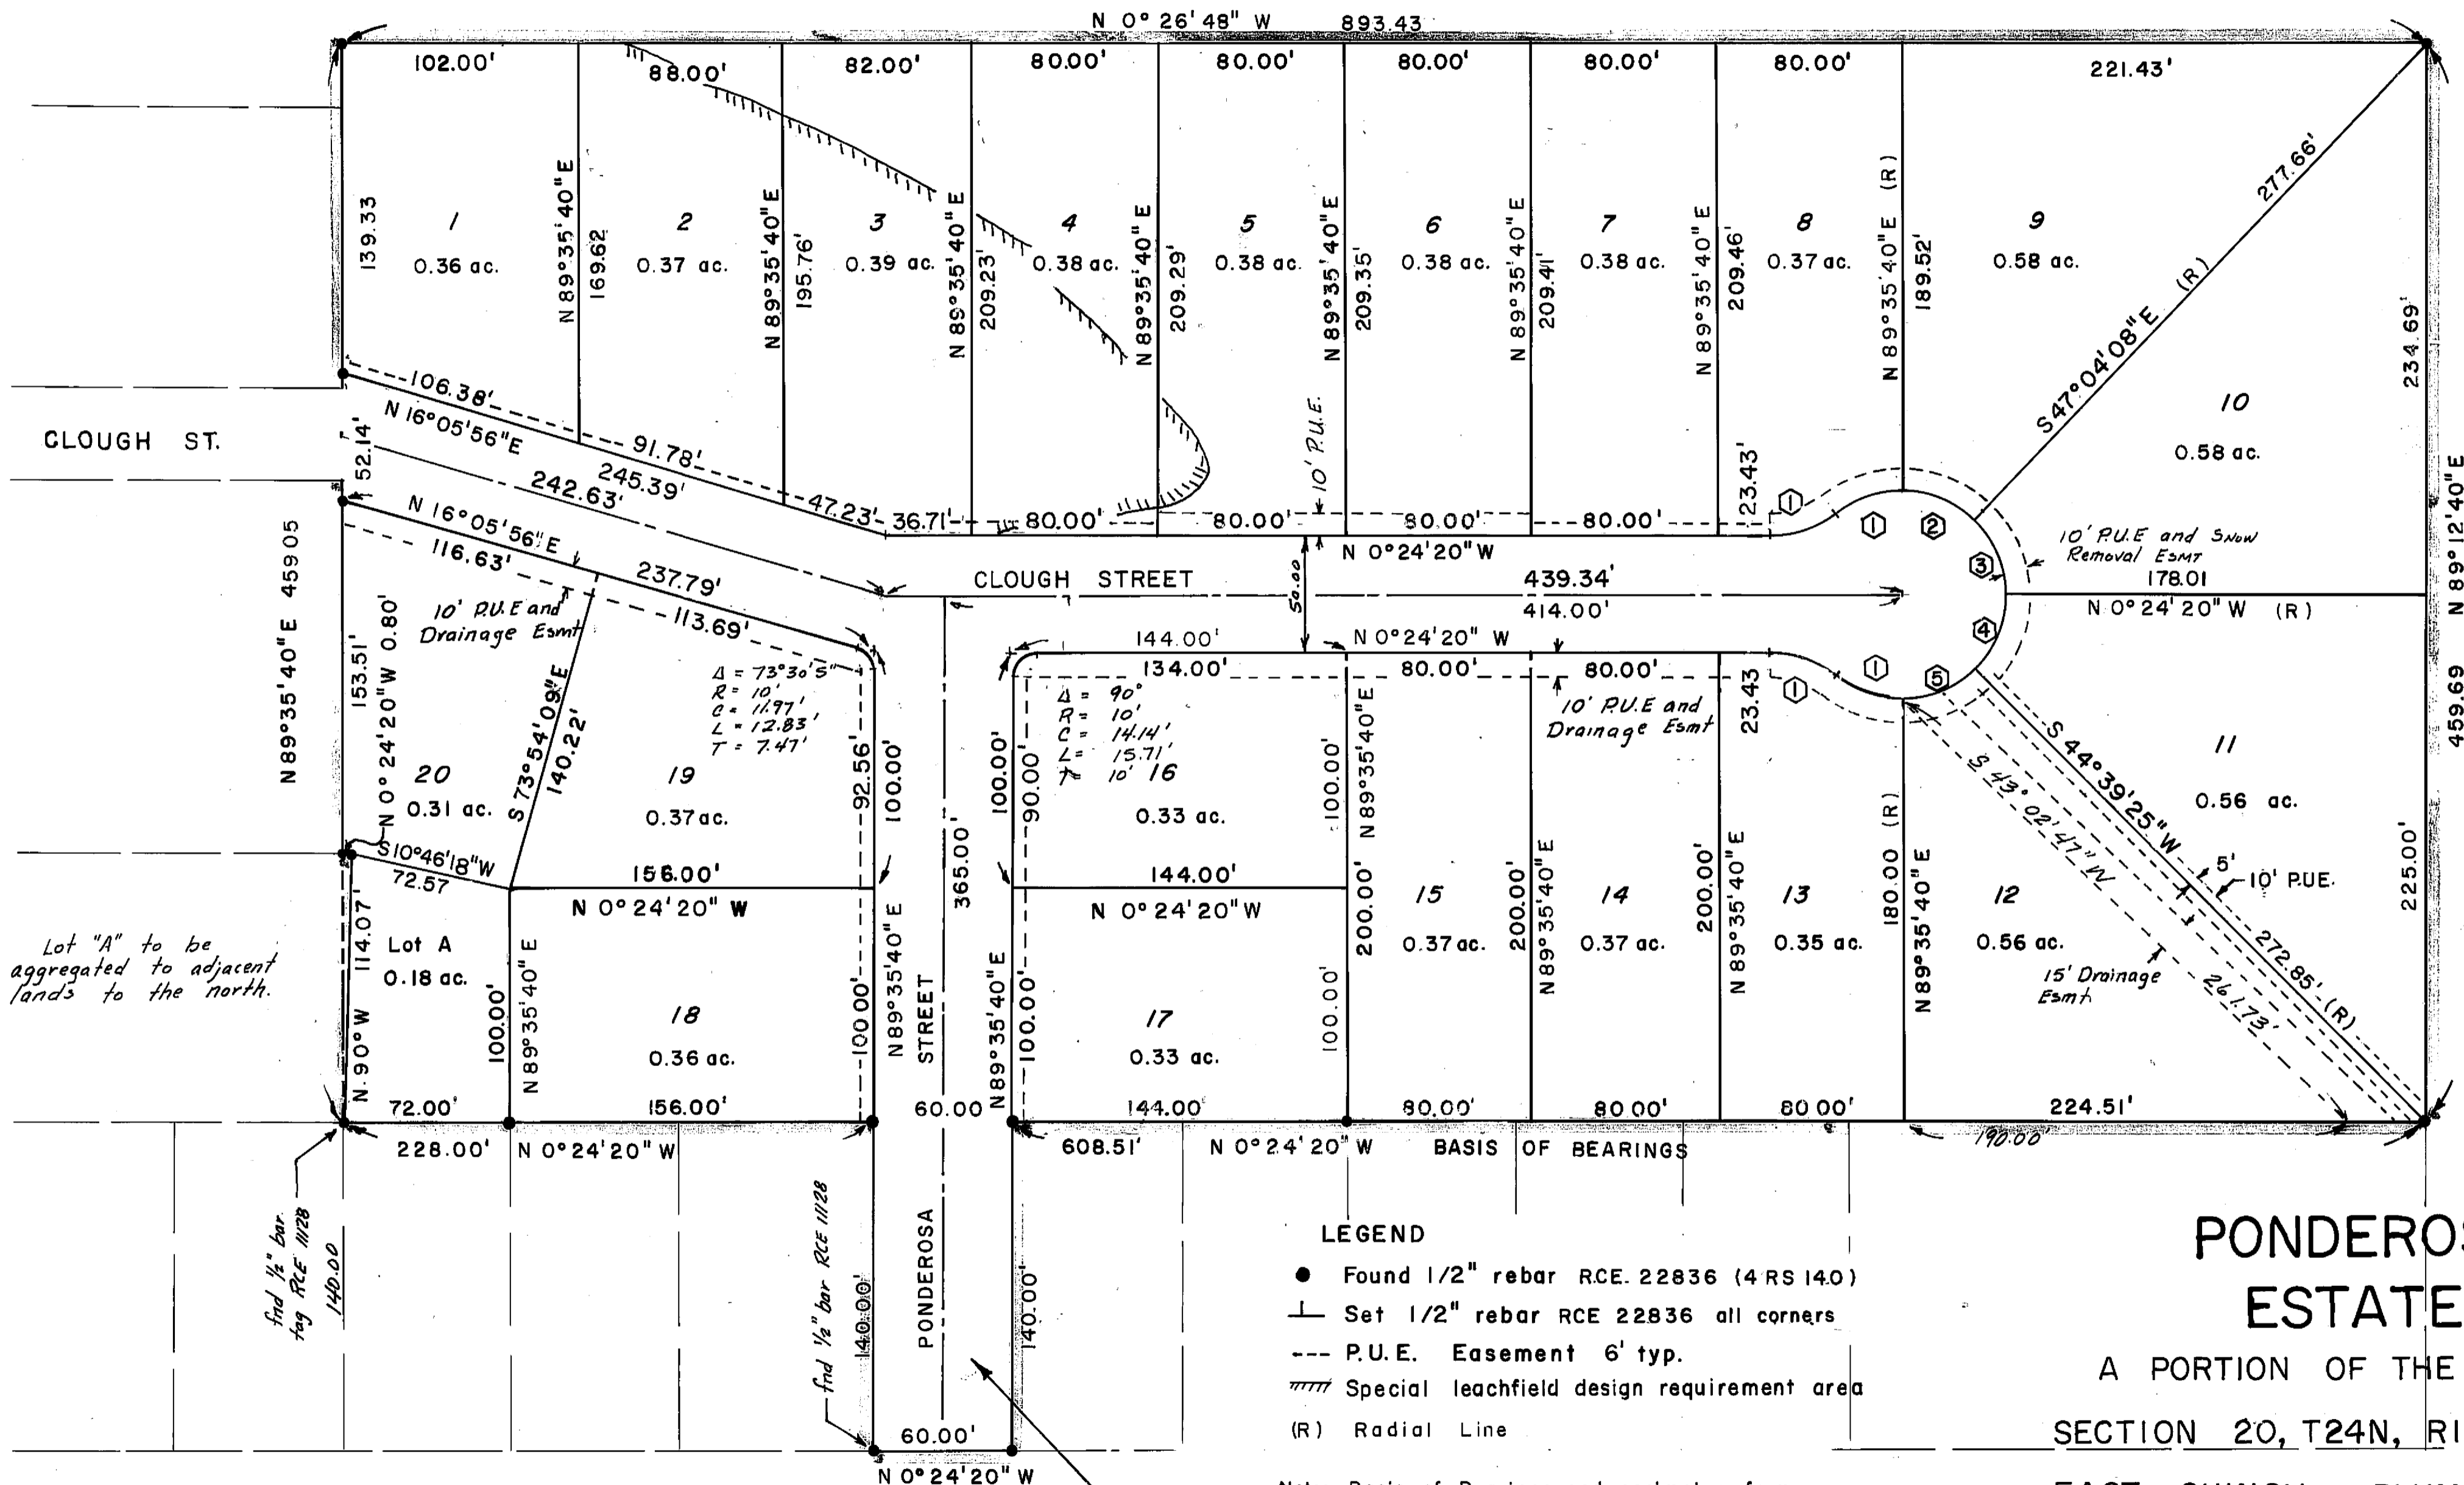 N 0° 26' 48" W 893.43
102.00'
88.00'
82.00'
80.00'
80.00'
80.00'
80.00'
80.00'
221.43'
139.33
1
0.36 ac.
N 89°35'40" E
169.62
2
0.37 ac.
N 89°35'40" E
195.76'
3
0.39 ac.
N 89°35'40" E
209.23'
4
0.38 ac.
N 89°35'40" E
209.29'
5
0.38 ac.
N 89°35'40" E
209.35'
6
0.38 ac.
N 89°35'40" E
209.41'
7
0.38 ac.
N 89°35'40" E
209.46'
8
0.37 ac.
N 89°35'40" E (R)
189.52'
9
0.58 ac.
277.66'
S 47°04'08" E (R)
234.69'
10
0.58 ac.
N 89°12'40" E
459.69
CLOUGH ST.
52.14'
106.38'
N 16°05'56" E
91.78'
245.39'
242.63'
47.23'
36.71'
80.00'
80.00'
80.00'
80.00'
10' P.U.E.
23.43'
N 0°24'20" W
1
1
2
3
4
5
1
1
10' P.U.E and Snow
Removal Esmt
178.01
N 0°24'20" W (R)
CLOUGH STREET
50.00
439.34'
414.00'
N 89°35'40" E 459.05
N 16°05'56" E
116.63'
237.79'
113.69'
10' P.U.E and
Drainage Esmt
153.51'
N 0°24'20" W 0.80'
20
0.31 ac.
S 73°54'09" E
140.22'
S 10°46'18" W
72.57
Δ = 73°30'5"
R = 10'
C = 11.97'
L = 12.83'
T = 7.47'
19
0.37 ac.
92.56'
100.00'
156.00'
N 0°24'20" W
144.00'
N 0°24'20" W
134.00'
80.00'
80.00'
23.43
10' P.U.E and
Drainage Esmt
Δ = 90°
R = 10'
C = 14.14'
L = 15.71'
T = 10'
16
0.33 ac.
100.00'
90.00'
100.00'
N 89°35'40" E
144.00'
N 0°24'20" W
365.00'
Lot "A" to be
aggregated to adjacent
lands to the north.
114.07'
N 90° W
Lot A
0.18 ac.
100.00'
N 89°35'40" E
18
0.36 ac.
100.00'
N 89°35'40" E
PONDEROSA STREET
N 89°35'40" E
100.00'
17
0.33 ac.
100.00'
200.00'
15
0.37 ac.
200.00'
N 89°35'40" E
14
0.37 ac.
200.00'
N 89°35'40" E
13
0.35 ac.
180.00 (R)
N 89°35'40" E
12
0.56 ac.
S 43°02'47" W
261.73'
15' Drainage
Esmt
S 44°39'25" W
272.85' (R)
5'
10' P.U.E.
11
0.56 ac.
225.00'
72.00'
156.00'
60.00
144.00'
80.00'
80.00'
80.00'
224.51'
228.00' N 0°24'20" W
608.51' N 0°24'20" W BASIS OF BEARINGS
190.00'
fnd 1/2" bar
tag RCE 11128
140.00
fnd 1/2" bar RCE 11128
140.00'
140.00'
60.00'
N 0°24'20" W
LEGEND
Found 1/2" rebar R.C.E. 22836 (4 RS 140)
Set 1/2" rebar RCE 22836 all corners
--- P.U.E. Easement 6' typ.
Special leachfield design requirement area
(R) Radial Line
PONDEROS
ESTATE
A PORTION OF THE
SECTION 20, T24N, R1